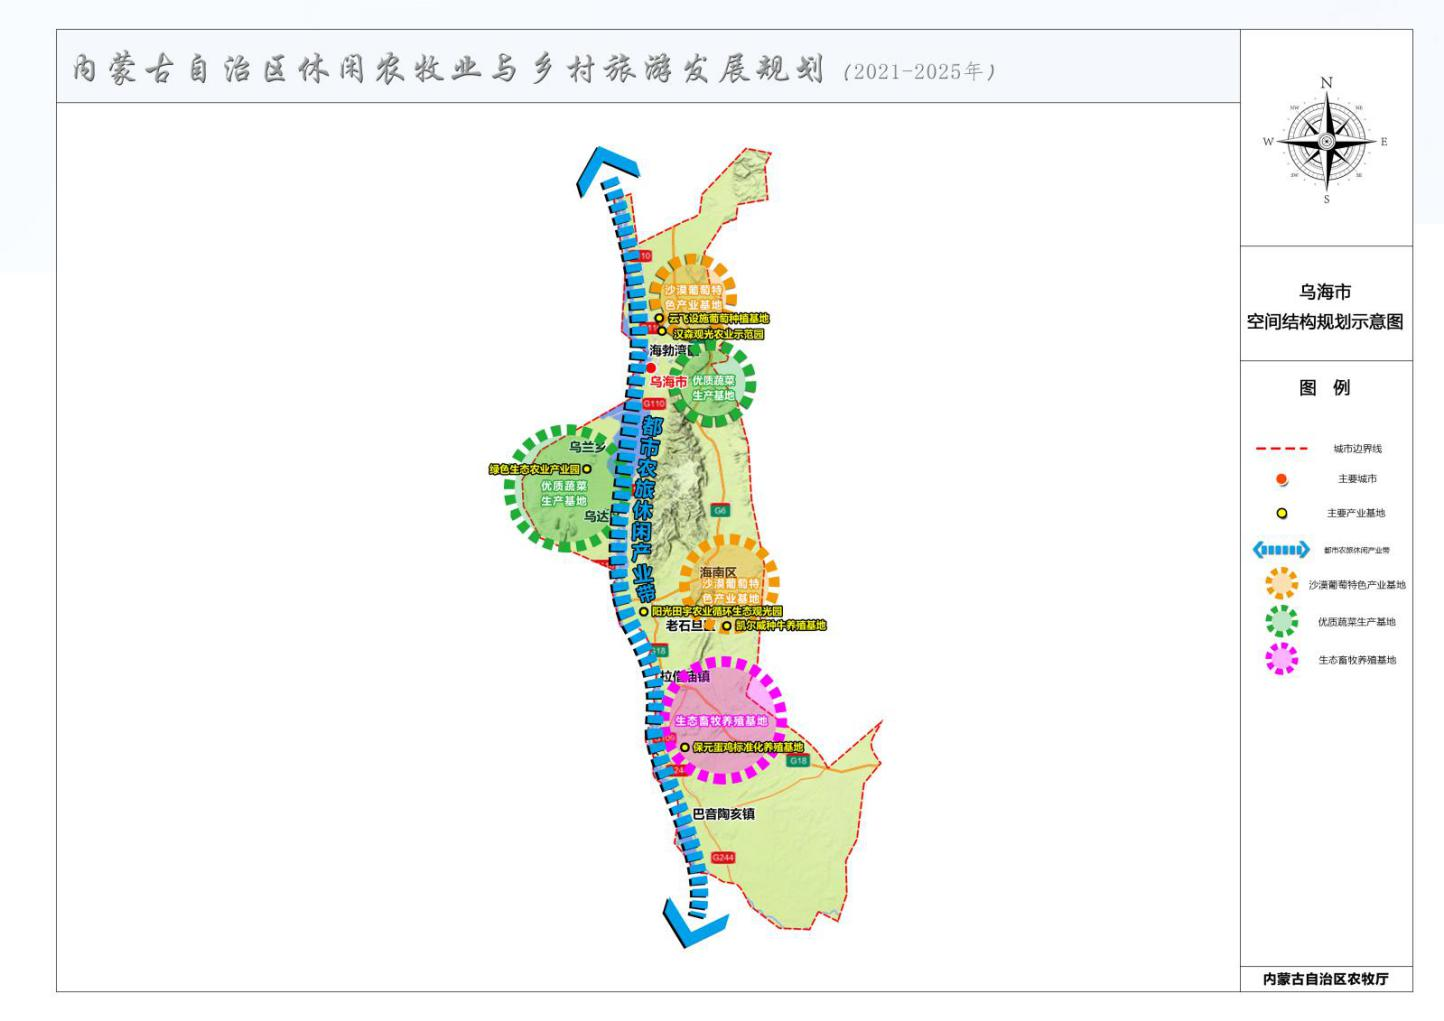 内蒙古自治区休闲农牧业与乡村旅游发展规划（2021-2025年）
N
NW
NE
W
E
SW
SE
S
乌海市
空间结构规划示意图
图 例
城市边界线
主要城市
主要产业基地
都市农旅休闲产业带
沙漠葡萄特色产业基地
优质蔬菜生产基地
生态畜牧养殖基地
内蒙古自治区农牧厅
沙漠葡萄特
色产业基地
云飞设施葡萄种植基地
汉森观光农业示范园
海勃湾区
乌海市
优质蔬菜
生产基地
G110
都市农旅休闲产业带
乌兰乡
绿色生态农业产业园
优质蔬菜
生产基地
乌达
G6
海南区
沙漠葡萄特
色产业基地
阳光田宇农业循环生态观光园
老石旦
凯尔威种牛养殖基地
G18
拉僧庙镇
生态畜牧养殖基地
保元蛋鸡标准化养殖基地
G18
巴音陶亥镇
G244